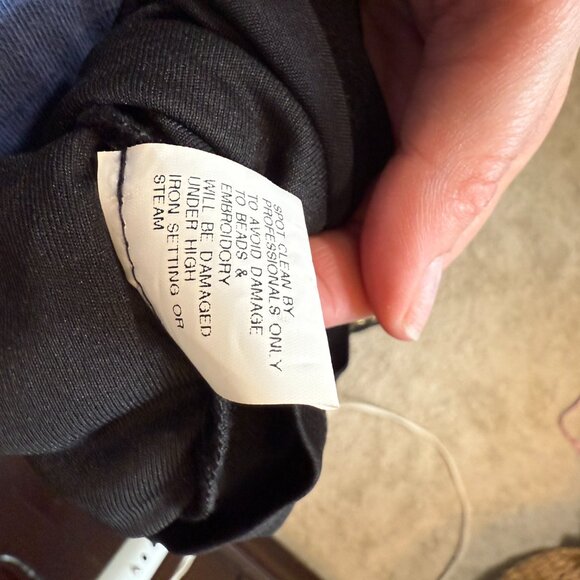 SPOT CLEAN BY
PROFESSIONALS ONLY
TO AVOID DAMAGE
TO BEADS &
EMBROIDORY
WILL BE DAMAGED
UNDER HIGH
IRON SETTING OR
STEAM